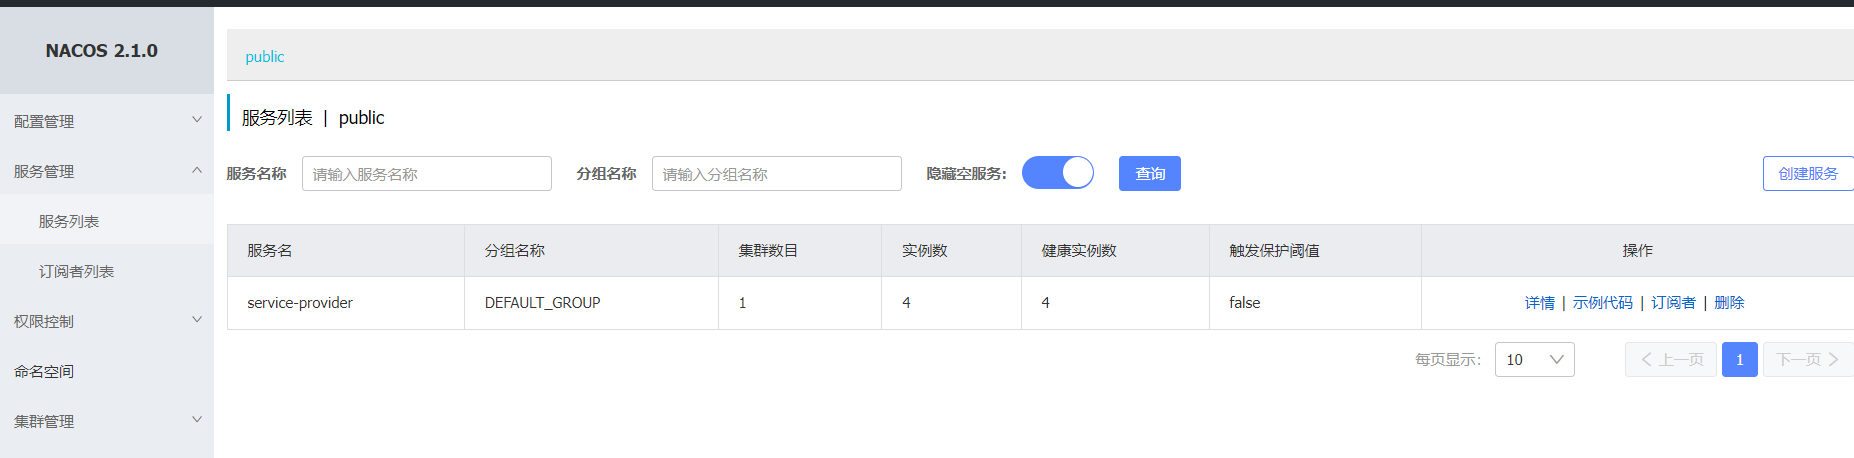 NACOS 2.1.0
配置管理
服务管理
服务列表
订阅者列表
权限控制
命名空间
集群管理
public
服务列表 | public
服务名称 请输入服务名称 分组名称 请输入分组名称 隐藏空服务: 查询 创建服务
服务名 分组名称 集群数目 实例数 健康实例数 触发保护阈值 操作
service-provider DEFAULT_GROUP 1 4 4 false 详情 | 示例代码 | 订阅者 | 删除
每页显示: 10 上一页 1 下一页